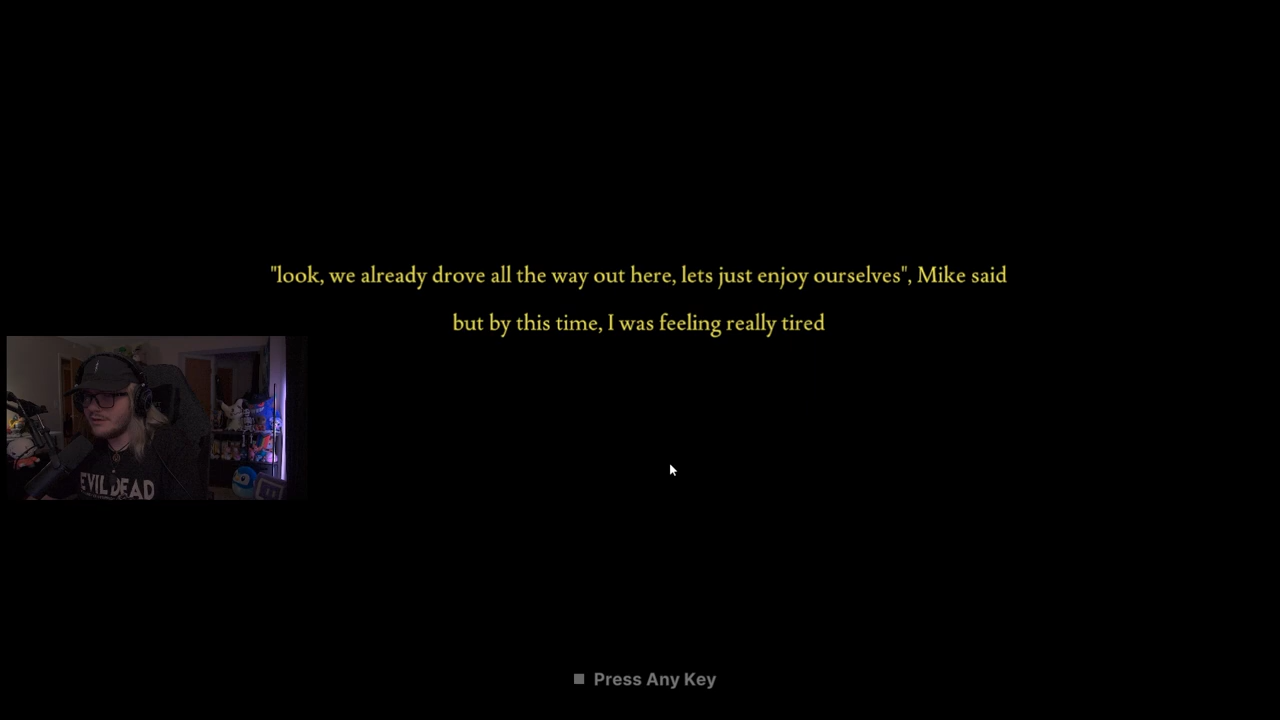 "look, we already drove all the way out here, lets just enjoy ourselves", Mike said
but by this time, I was feeling really tired
EVIL DEAD
Press Any Key